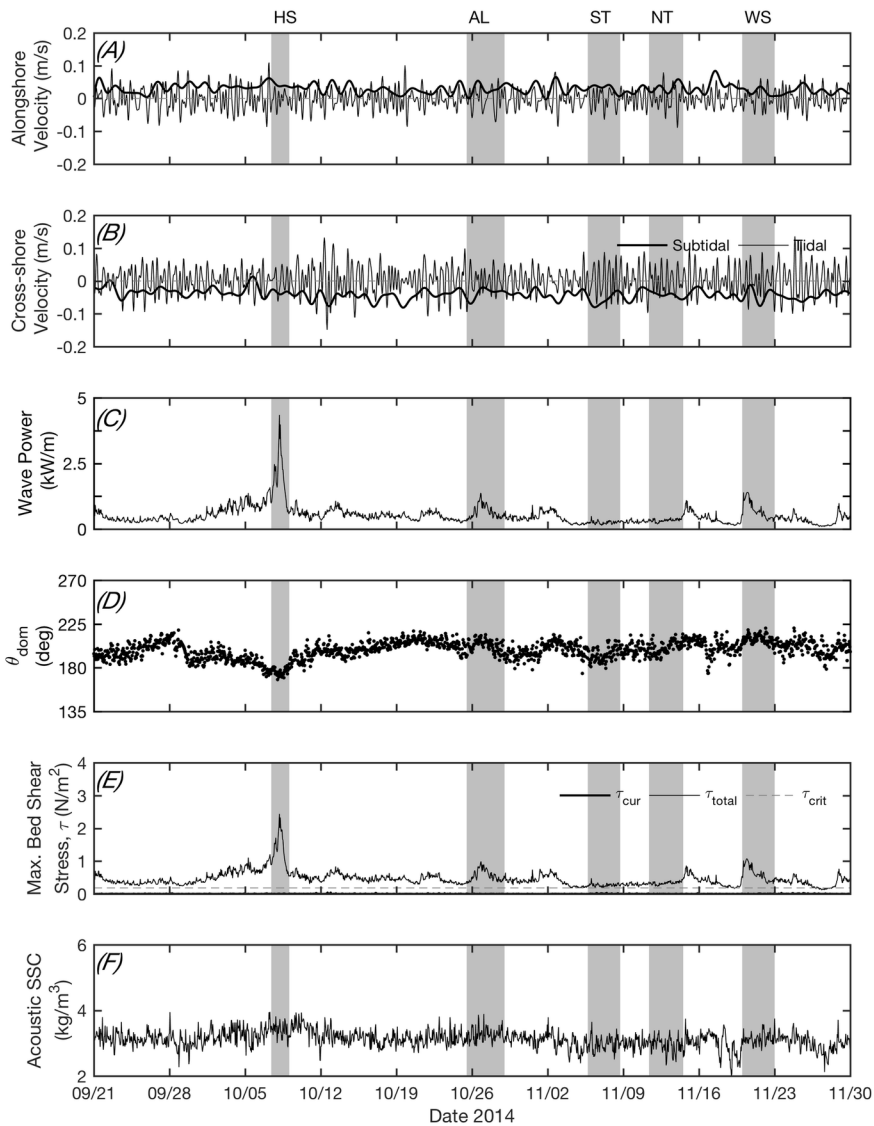 HS AL ST NT WS
(A)
Alongshore
Velocity (m/s)
0.2
0.1
0
-0.1
-0.2
(B)
Cross-shore
Velocity (m/s)
0.2
0.1
0
-0.1
-0.2
Subtidal Tidal
(C)
Wave Power
(kW/m)
5
2.5
0
(D)
θdom
(deg)
270
225
180
135
(E)
Max. Bed Shear
Stress, τ (N/m²)
4
3
2
1
0
τcur τtotal τcrit
(F)
Acoustic SSC
(kg/m³)
6
4
2
09/21 09/28 10/05 10/12 10/19 10/26 11/02 11/09 11/16 11/23 11/30
Date 2014